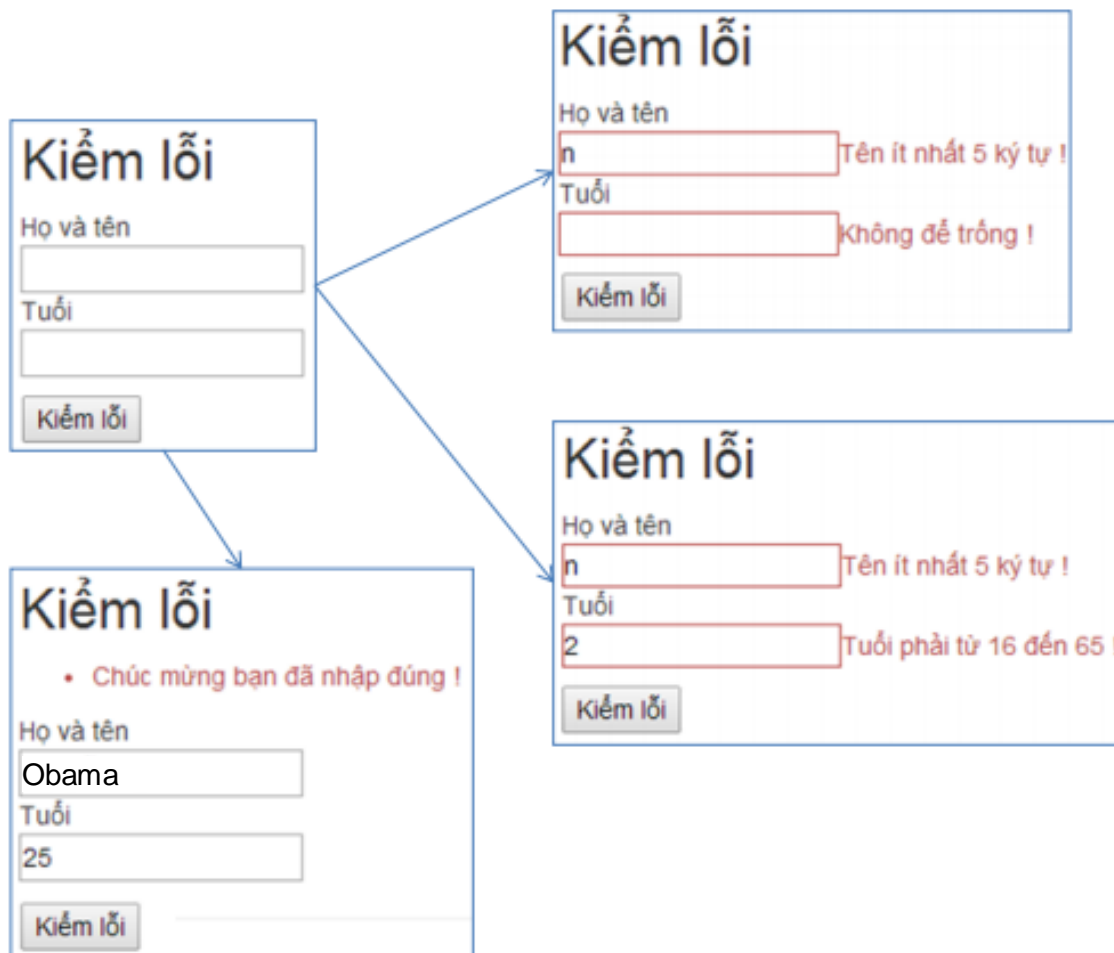 Kiểm lỗi
Họ và tên
Tuổi
Kiểm lỗi
Kiểm lỗi
Họ và tên
n Tên ít nhất 5 ký tự !
Tuổi
Không để trống !
Kiểm lỗi
Kiểm lỗi
Họ và tên
n Tên ít nhất 5 ký tự !
Tuổi
2 Tuổi phải từ 16 đến 65 !
Kiểm lỗi
Kiểm lỗi
• Chúc mừng bạn đã nhập đúng !
Họ và tên
Obama
Tuổi
25
Kiểm lỗi